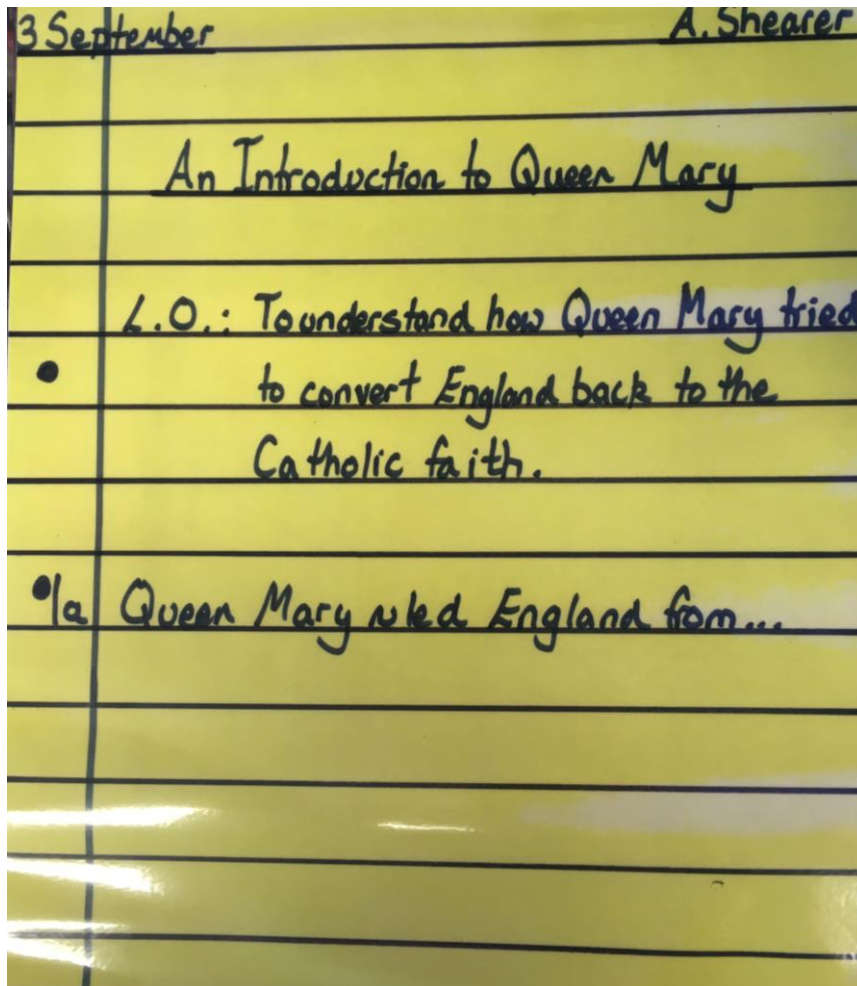 3 September A. Shearer
An Introduction to Queen Mary
L.O.: To understand how Queen Mary tried
to convert England back to the
Catholic faith.
1a Queen Mary ruled England from...